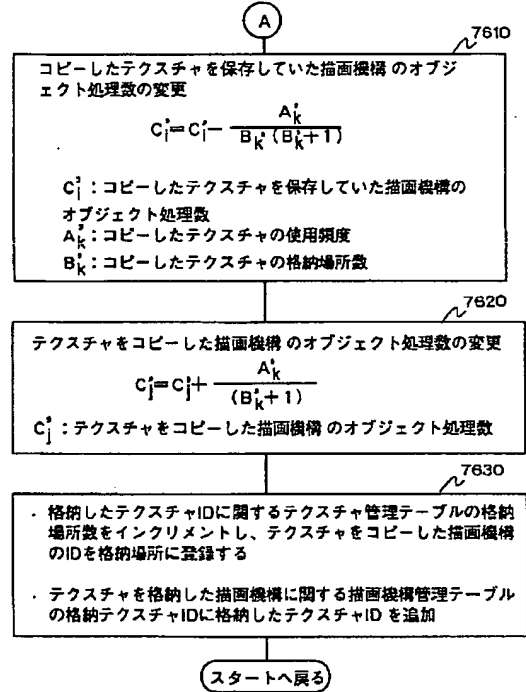 A
7610
コピーしたテクスチャを保存していた描画機構 のオブジ
ェクト処理数の変更
C'i=C'i- A'k / B'k (B'k+1)
C'i：コピーしたテクスチャを保存していた描画機構の
オブジェクト処理数
A'k：コピーしたテクスチャの使用頻度
B'k：コピーしたテクスチャの格納場所数
7620
テクスチャをコピーした描画機構 のオブジェクト処理数の変更
C'j=C'j+ A'k / (B'k+1)
C'j：テクスチャをコピーした描画機構 のオブジェクト処理数
7630
・ 格納したテクスチャIDに関するテクスチャ管理テーブルの格納
場所数をインクリメントし、テクスチャをコピーした描画機構
のIDを格納場所に登録する
・ テクスチャを格納した描画機構に関する描画機構管理テーブル
の格納テクスチャIDに格納したテクスチャID を追加
スタートへ戻る